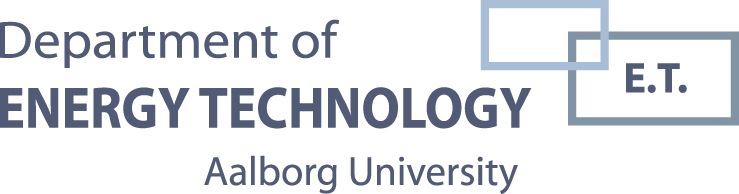 Department of
ENERGY TECHNOLOGY
E.T.
Aalborg University